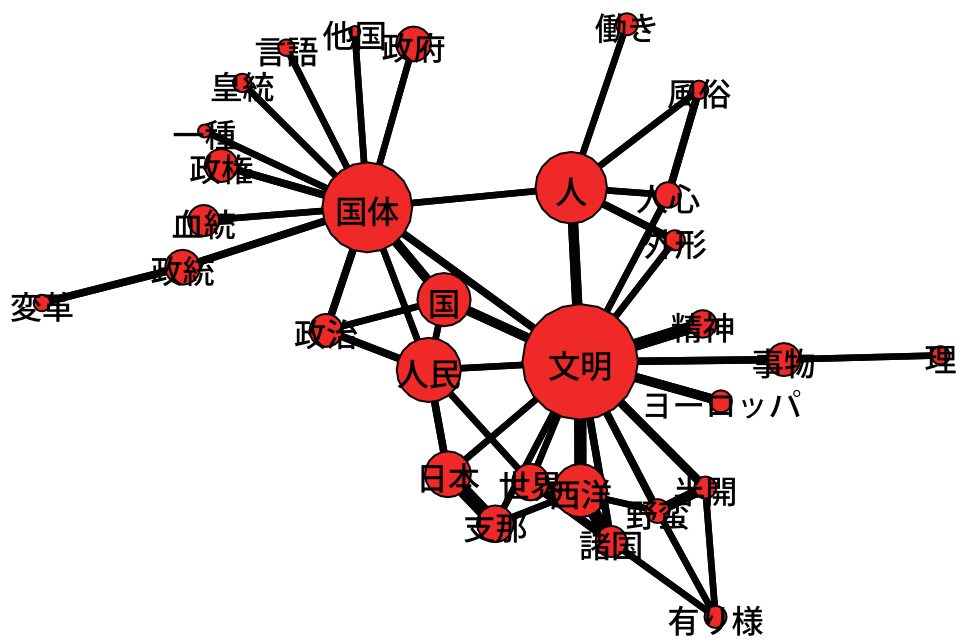 働き
他国
政府
言語
皇統
風俗
一種
政権
人
人心
国体
血統
外形
政統
国
変革
政治
精神
事物
理
文明
人民
ヨーロッパ
日本
世界
西洋
半開
野蛮
支那
諸国
有り様